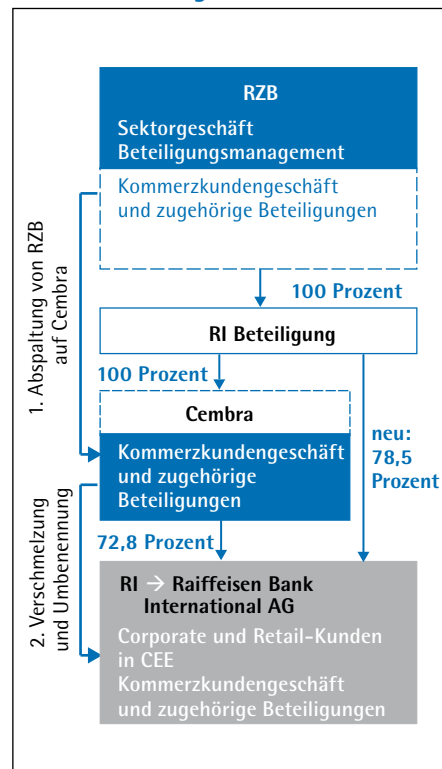 RZB
Sektorgeschäft
Beteiligungsmanagement
Kommerzkundengeschäft
und zugehörige Beteiligungen
1. Abspaltung von RZB
auf Cembra
100 Prozent
RI Beteiligung
100 Prozent
Cembra
Kommerzkundengeschäft
und zugehörige
Beteiligungen
neu:
78,5
Prozent
72,8 Prozent
2. Verschmelzung
und Umbenennung
RI → Raiffeisen Bank
International AG
Corporate und Retail-Kunden
in CEE
Kommerzkundengeschäft
und zugehörige Beteiligungen